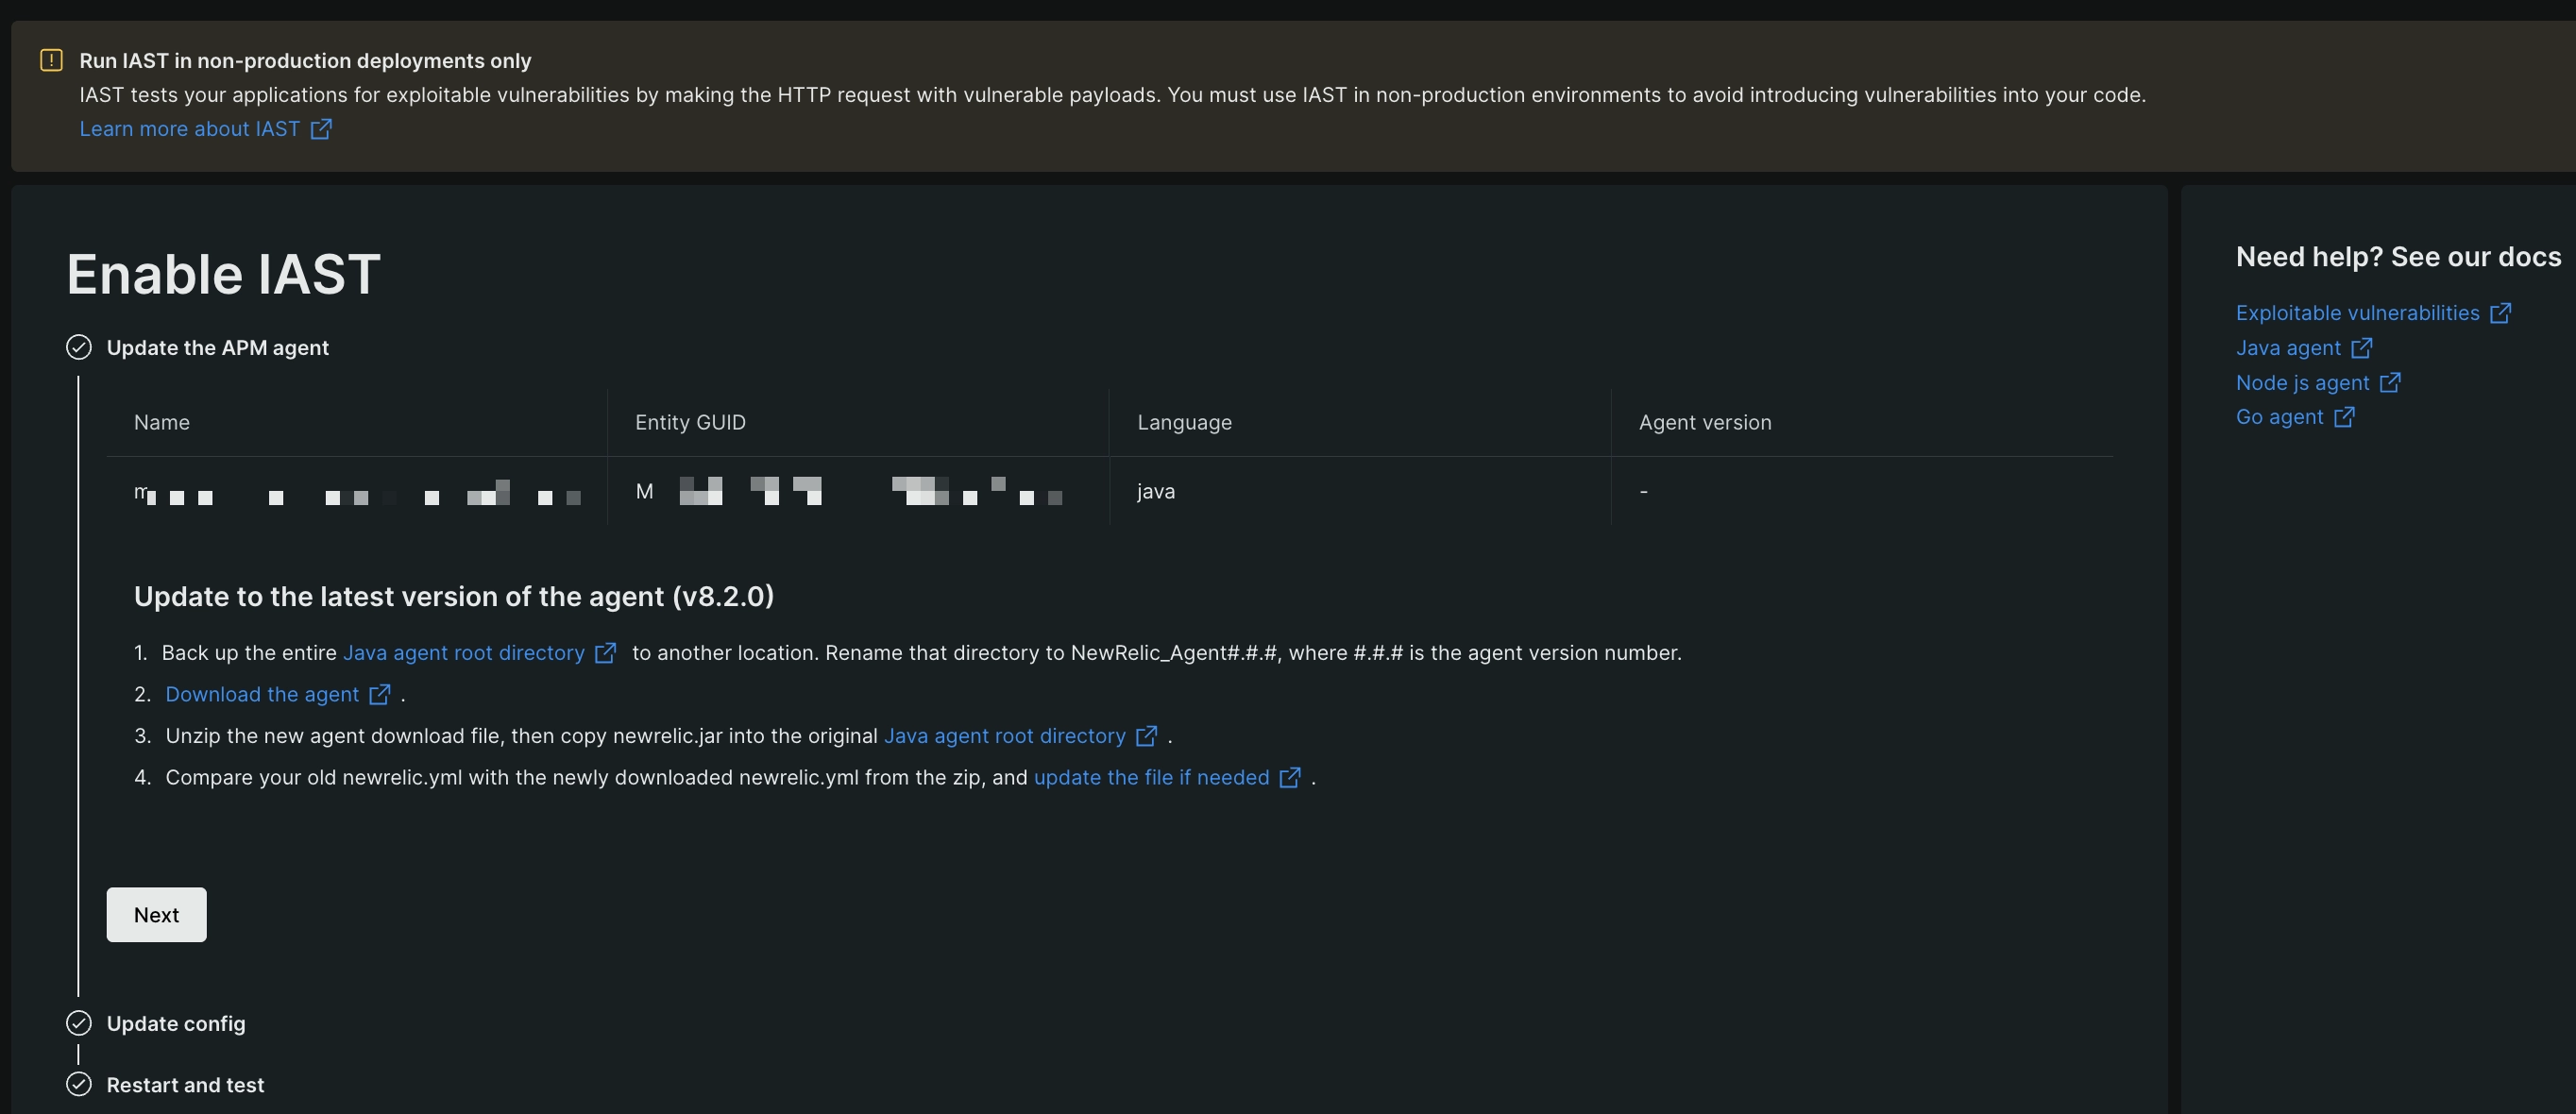 Run IAST in non-production deployments only
IAST tests your applications for exploitable vulnerabilities by making the HTTP request with vulnerable payloads. You must use IAST in non-production environments to avoid introducing vulnerabilities into your code.
Learn more about IAST
Enable IAST
Update the APM agent
Name
Entity GUID
Language
Agent version
m
M
java
-
Update to the latest version of the agent (v8.2.0)
1. Back up the entire Java agent root directory to another location. Rename that directory to NewRelic_Agent#.#.#, where #.#.# is the agent version number.
2. Download the agent .
3. Unzip the new agent download file, then copy newrelic.jar into the original Java agent root directory .
4. Compare your old newrelic.yml with the newly downloaded newrelic.yml from the zip, and update the file if needed .
Next
Update config
Restart and test
Need help? See our docs
Exploitable vulnerabilities
Java agent
Node js agent
Go agent